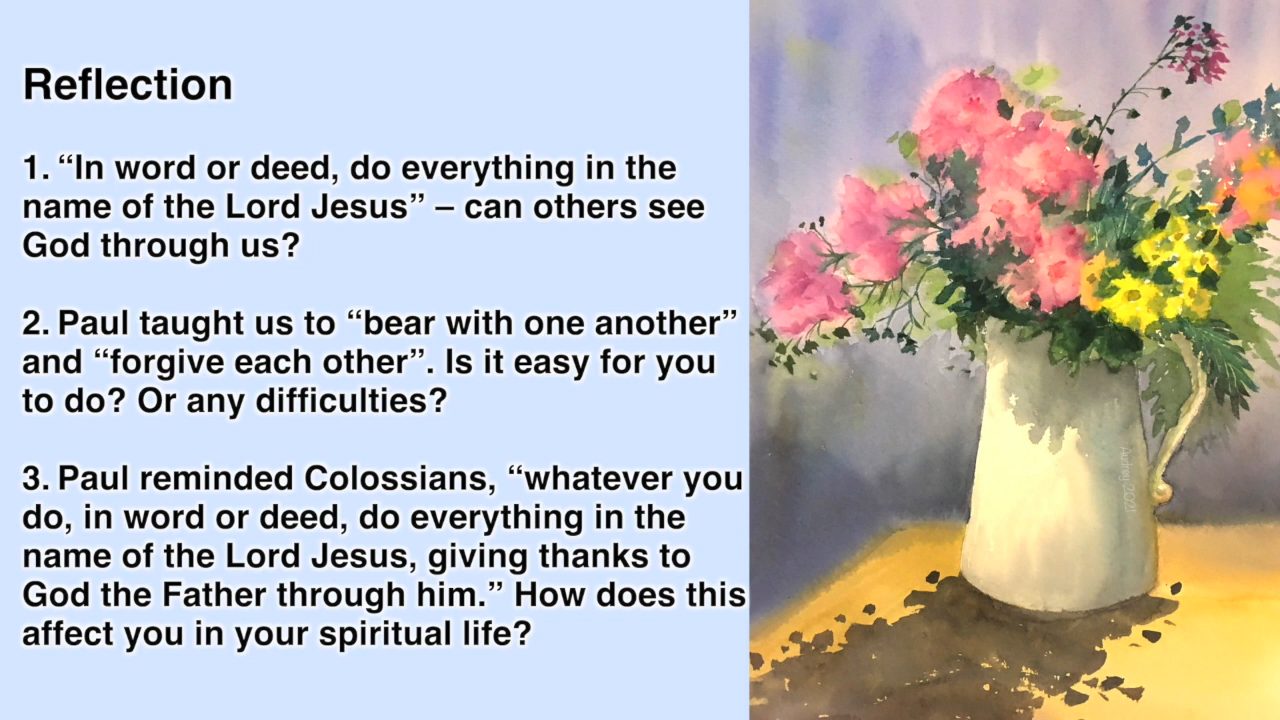 Reflection
1. “In word or deed, do everything in the
name of the Lord Jesus” – can others see
God through us?
2. Paul taught us to “bear with one another”
and “forgive each other”. Is it easy for you
to do? Or any difficulties?
3. Paul reminded Colossians, “whatever you
do, in word or deed, do everything in the
name of the Lord Jesus, giving thanks to
God the Father through him.” How does this
affect you in your spiritual life?